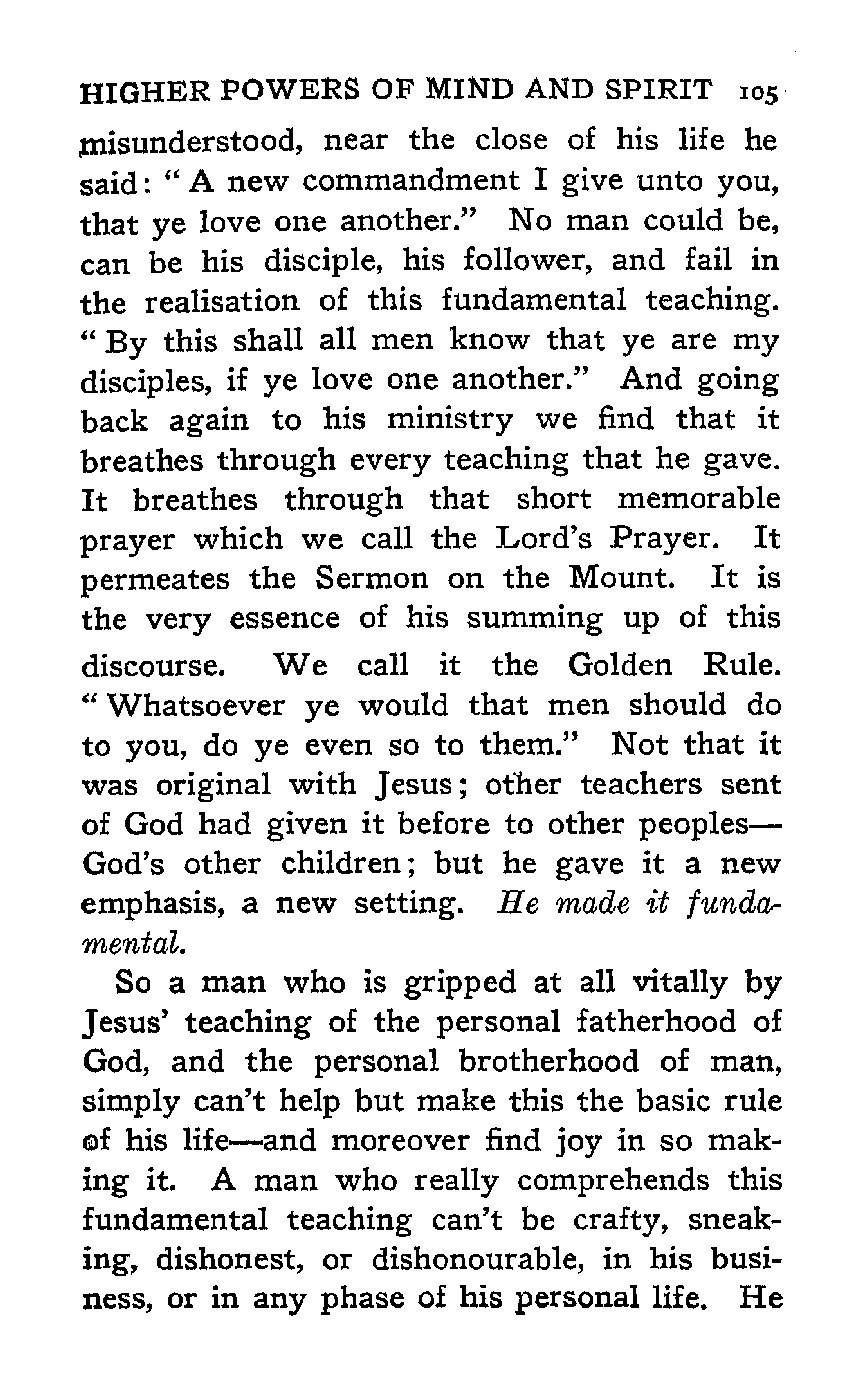 HIGHER POWERS OF MIND AND SPIRIT 105
misunderstood, near the close of his life he
said: “ A new commandment I give unto you,
that ye love one another.” No man could be,
can be his disciple, his follower, and fail in
the realisation of this fundamental teaching.
“ By this shall all men know that ye are my
disciples, if ye love one another.” And going
back again to his ministry we find that it
breathes through every teaching that he gave.
It breathes through that short memorable
prayer which we call the Lord’s Prayer. It
permeates the Sermon on the Mount. It is
the very essence of his summing up of this
discourse. We call it the Golden Rule.
“ Whatsoever ye would that men should do
to you, do ye even so to them.” Not that it
was original with Jesus; other teachers sent
of God had given it before to other peoples—
God’s other children; but he gave it a new
emphasis, a new setting. He made it funda-
mental.
So a man who is gripped at all vitally by
Jesus’ teaching of the personal fatherhood of
God, and the personal brotherhood of man,
simply can’t help but make this the basic rule
of his life—and moreover find joy in so mak-
ing it. A man who really comprehends this
fundamental teaching can’t be crafty, sneak-
ing, dishonest, or dishonourable, in his busi-
ness, or in any phase of his personal life. He